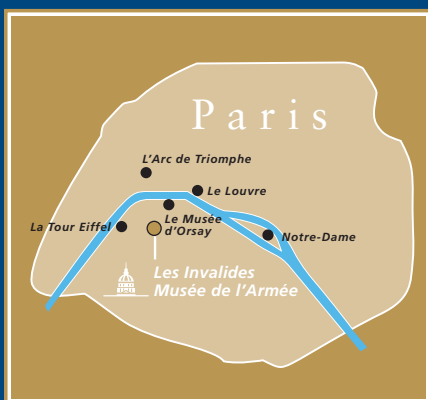 Paris
L'Arc de Triomphe
Le Louvre
Le Musée
d'Orsay
La Tour Eiffel
Notre-Dame
Les Invalides
Musée de l'Armée